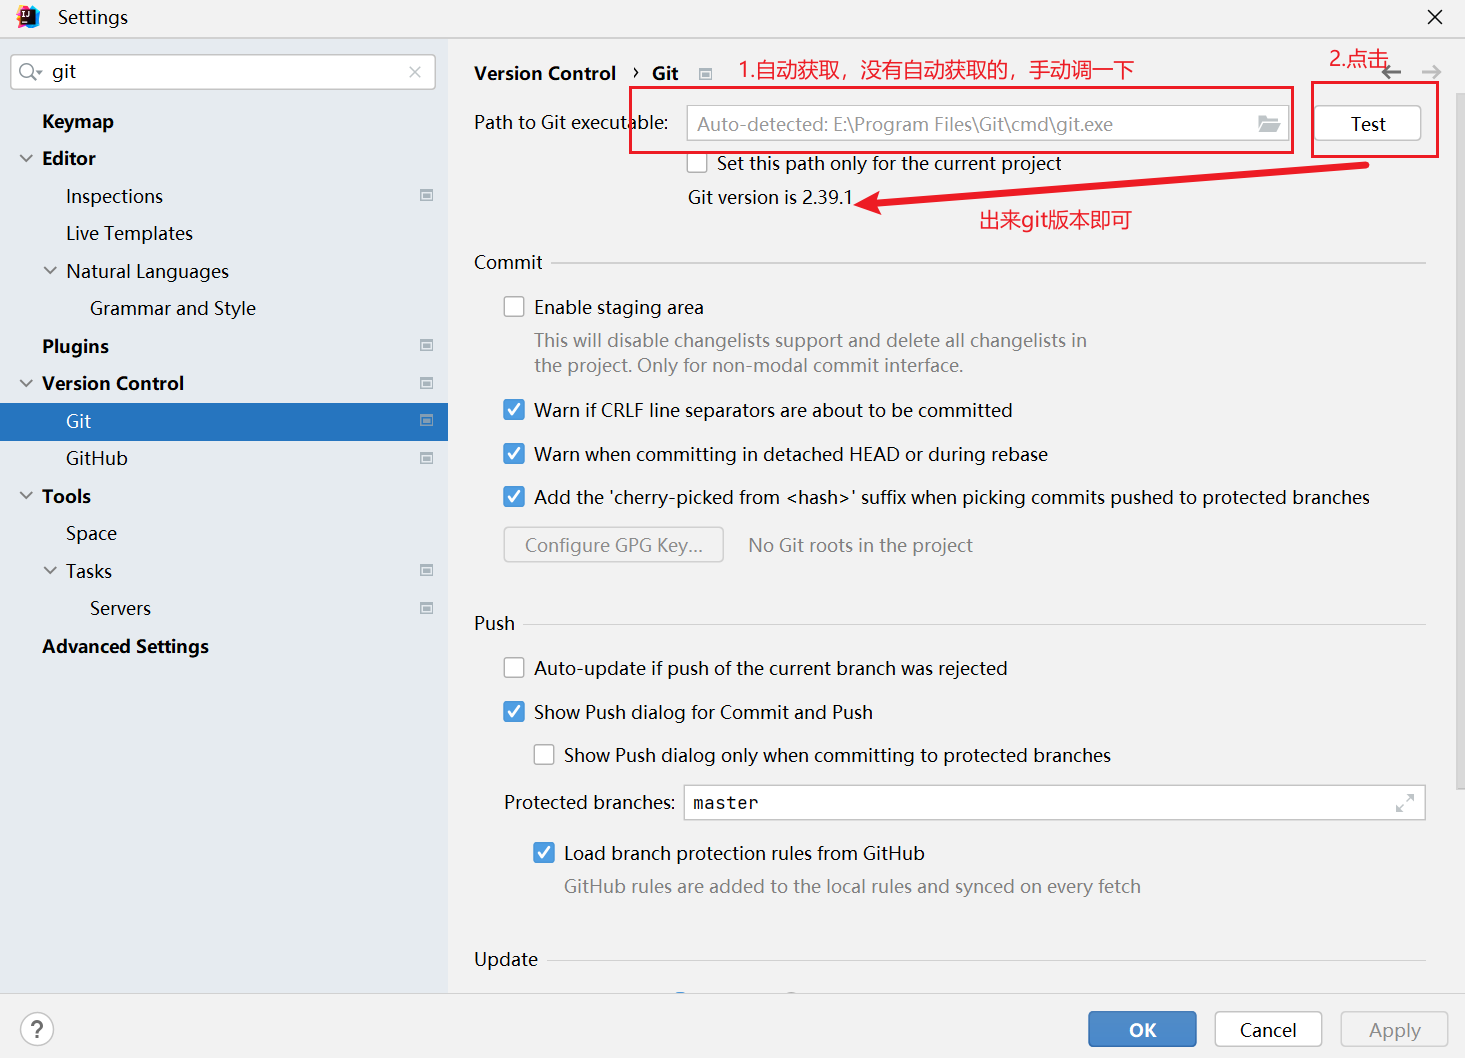 Settings
git
Keymap
Editor
Inspections
Live Templates
Natural Languages
Grammar and Style
Plugins
Version Control
Git
GitHub
Tools
Space
Tasks
Servers
Advanced Settings
Version Control › Git
1.自动获取，没有自动获取的，手动调一下
2.点击
Path to Git executable:
Auto-detected: E:\Program Files\Git\cmd\git.exe
Test
Set this path only for the current project
Git version is 2.39.1
出来git版本即可
Commit
Enable staging area
This will disable changelists support and delete all changelists in
the project. Only for non-modal commit interface.
Warn if CRLF line separators are about to be committed
Warn when committing in detached HEAD or during rebase
Add the 'cherry-picked from <hash>' suffix when picking commits pushed to protected branches
Configure GPG Key... No Git roots in the project
Push
Auto-update if push of the current branch was rejected
Show Push dialog for Commit and Push
Show Push dialog only when committing to protected branches
Protected branches: master
Load branch protection rules from GitHub
GitHub rules are added to the local rules and synced on every fetch
Update
? OK Cancel Apply